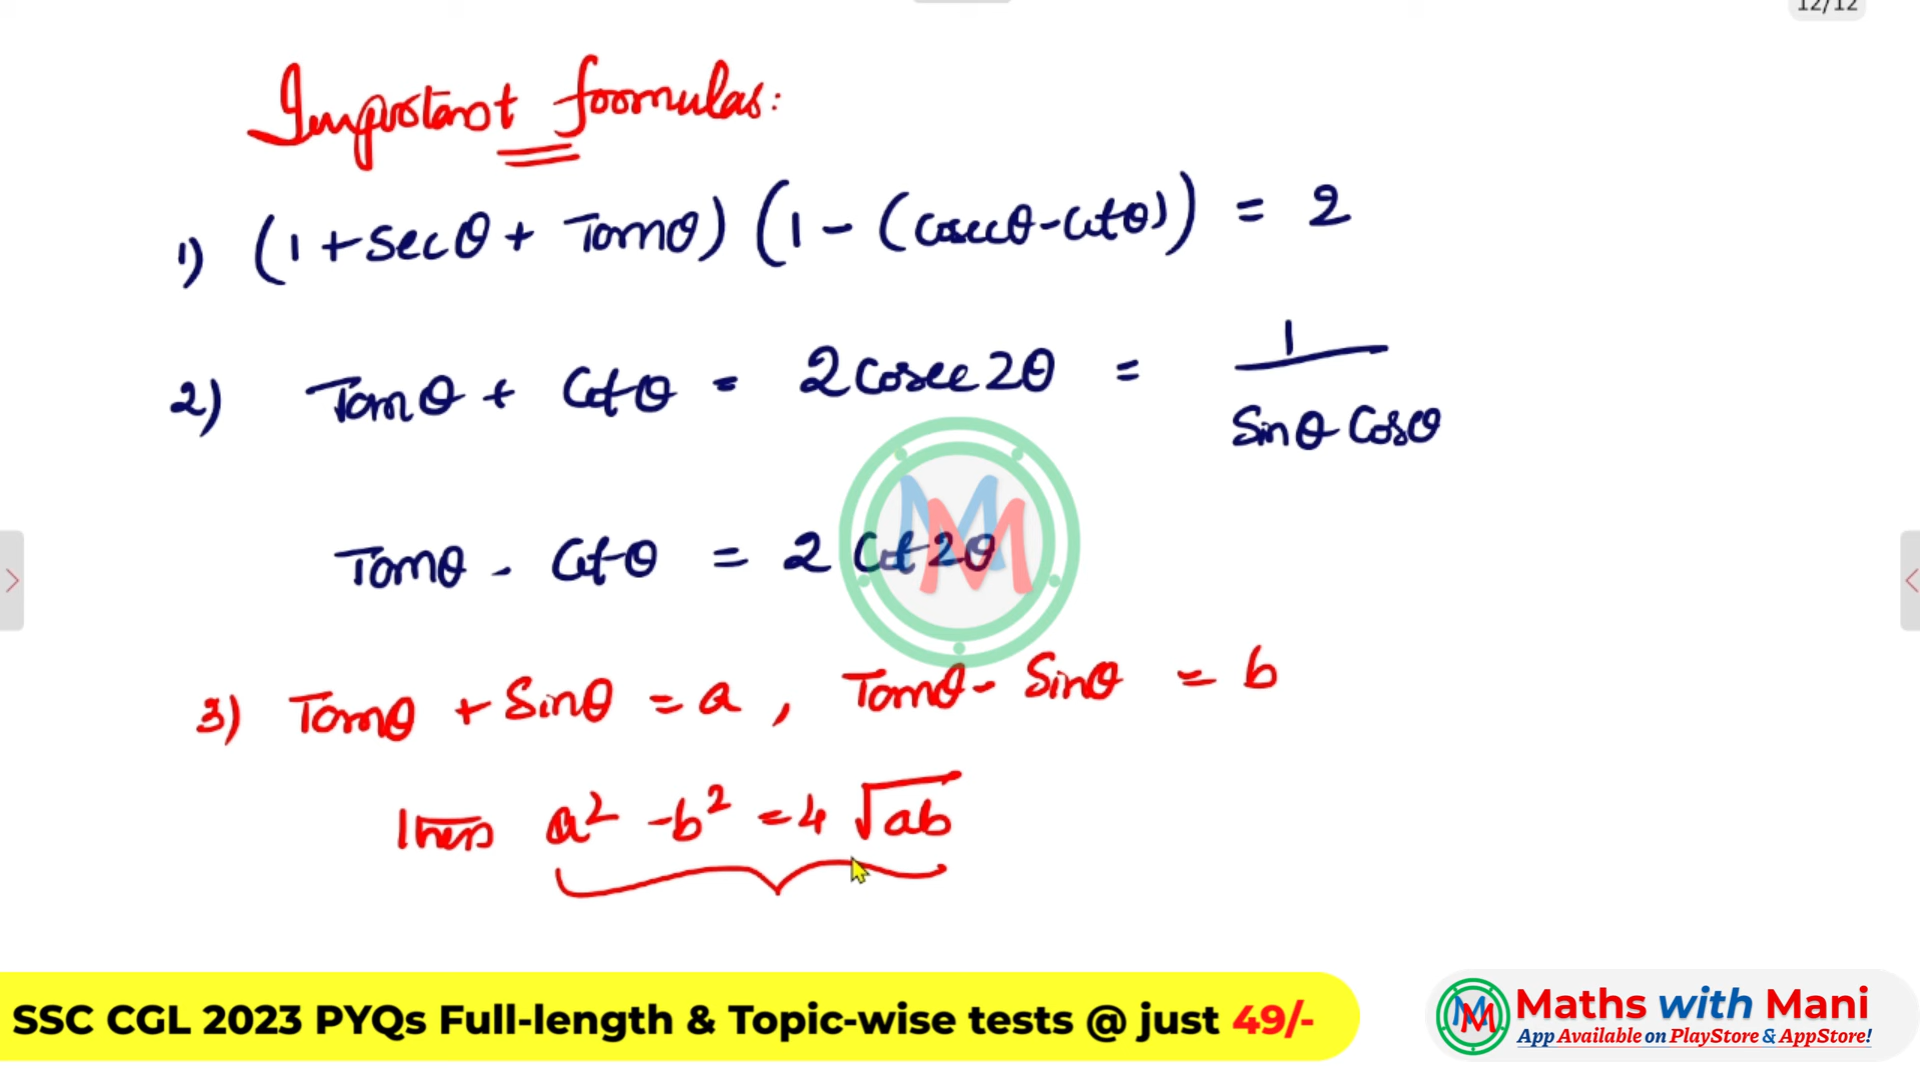 12/12
Important formulas:
1) (1 + secθ + Tanθ) (1 - (cosecθ - cotθ)) = 2
2) Tanθ + Cotθ = 2cosec2θ = 1 / Sinθ Cosθ
Tanθ - Cotθ = 2 Cot2θ
3) Tanθ + Sinθ = a , Tanθ - Sinθ = b
Then a² - b² = 4 √ab
SSC CGL 2023 PYQs Full-length & Topic-wise tests @ just 49/-
Maths with Mani
App Available on PlayStore & AppStore!